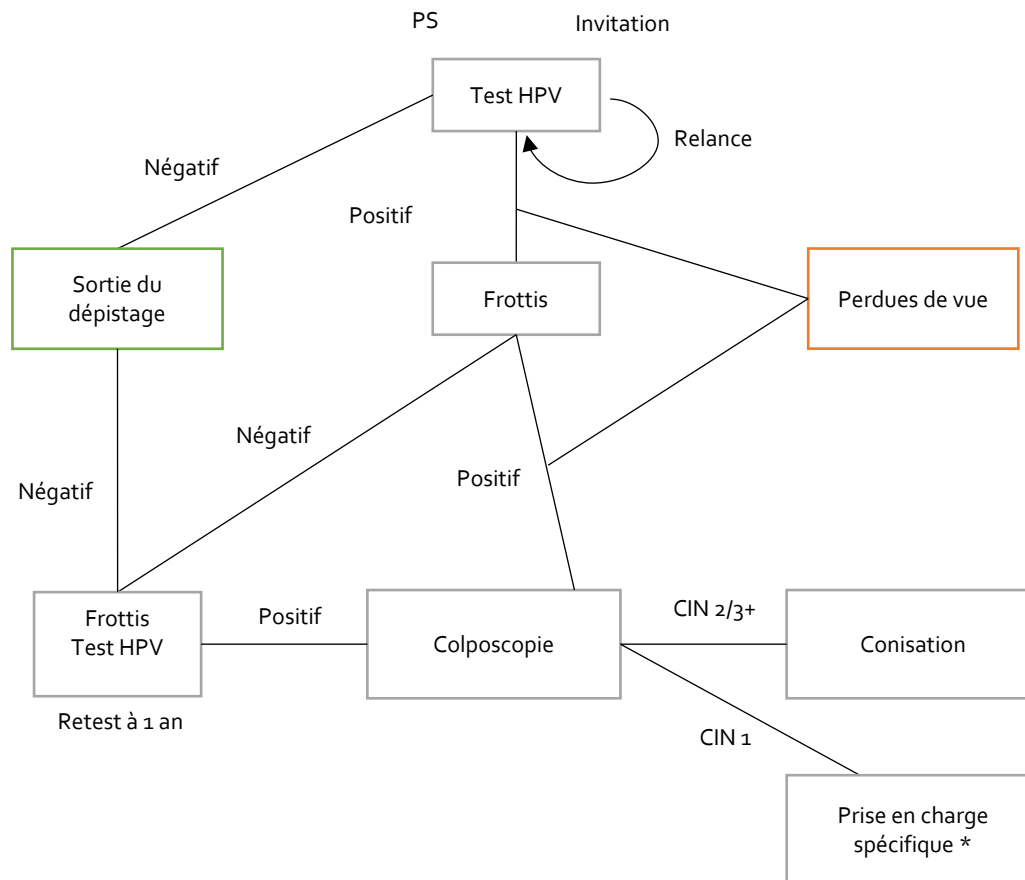 PS
Invitation
Test HPV
Relance
Négatif
Positif
Sortie du
dépistage
Frottis
Perdues de vue
Négatif
Positif
Négatif
Frottis
Test HPV
Positif
Colposcopie
CIN 2/3+
Conisation
Retest à 1 an
CIN 1
Prise en charge
spécifique *